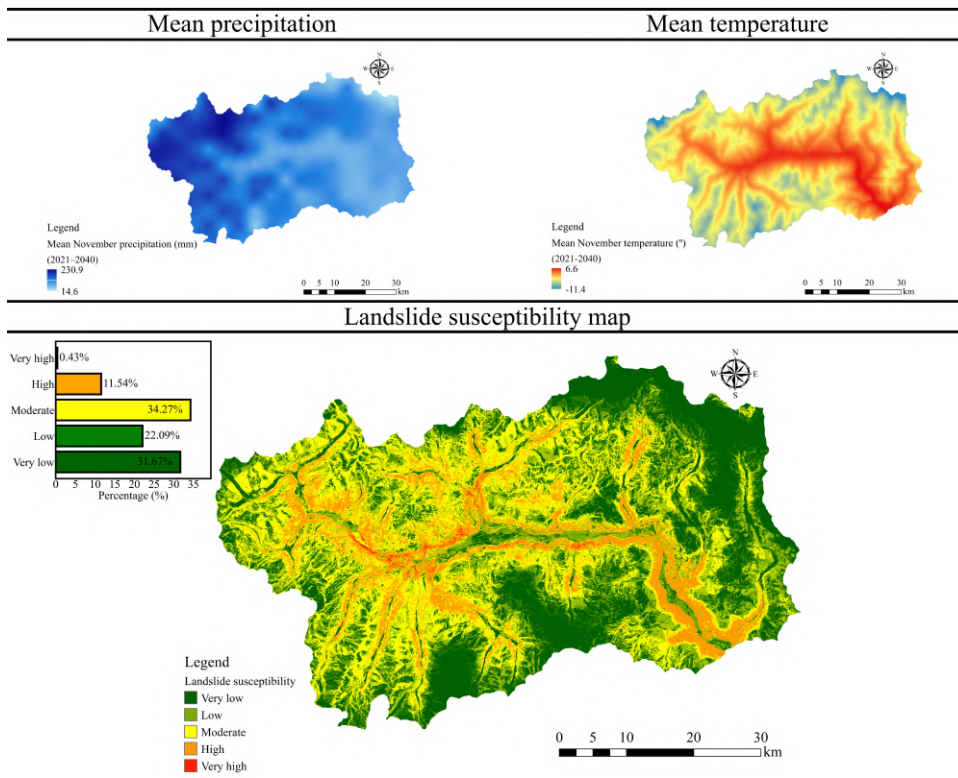 Mean precipitation
Mean temperature
N
W E
S
Legend
Mean November precipitation (mm)
(2021–2040)
230.9
14.6
0 5 10 20 30
km
N
W E
S
Legend
Mean November temperature (º)
(2021-2040)
6.6
-11.4
0 5 10 20 30
km
Landslide susceptibility map
Very high 0.43%
High 11.54%
Moderate 34.27%
Low 22.09%
Very low 31.67%
0 5 10 15 20 25 30 35
Percentage (%)
N
W E
S
Legend
Landslide susceptibility
Very low
Low
Moderate
High
Very high
0 5 10 20 30
km